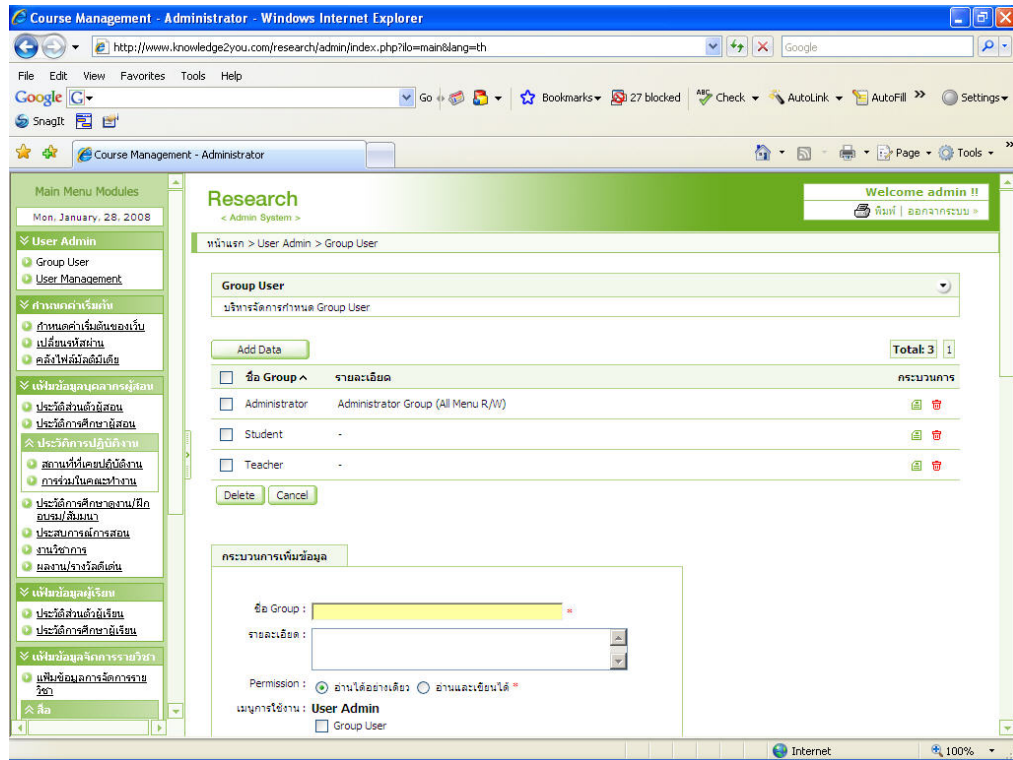 Course Management - Administrator - Windows Internet Explorer
http://www.knowledge2you.com/research/admin/index.php?ilo=main&lang=th
Google
File Edit View Favorites Tools Help
Google G Go Bookmarks 27 blocked ABC Check AutoLink AutoFill » Settings
SnagIt
Course Management - Administrator
Page Tools »
Main Menu Modules
Mon, January, 28, 2008
User Admin
Group User
User Management
กำหนดค่าเริ่มต้น
กำหนดค่าเริ่มต้นของเว็บ
เปลี่ยนรหัสผ่าน
คลังไฟล์มัลติมีเดีย
แฟ้มข้อมูลบุคลากรผู้สอน
ประวัติส่วนตัวผู้สอน
ประวัติการศึกษาผู้สอน
ประวัติการปฏิบัติงาน
สถานที่ที่เคยปฏิบัติงาน
การร่วมในคณะทำงาน
ประวัติการศึกษาดูงาน/ฝึก
อบรม/สัมมนา
ประสบการณ์การสอน
งานวิชาการ
ผลงาน/รางวัลดีเด่น
แฟ้มข้อมูลผู้เรียน
ประวัติส่วนตัวผู้เรียน
ประวัติการศึกษาผู้เรียน
แฟ้มข้อมูลจัดการรายวิชา
แฟ้มข้อมูลการจัดการราย
วิชา
สื่อ
Research
< Admin System >
Welcome admin !!
พิมพ์ | ออกจากระบบ »
หน้าแรก > User Admin > Group User
Group User
บริหารจัดการกำหนด Group User
Add Data Total: 3 1
ชื่อ Group รายละเอียด กระบวนการ
Administrator Administrator Group (All Menu R/W)
Student -
Teacher -
Delete Cancel
กระบวนการเพิ่มข้อมูล
ชื่อ Group : *
รายละเอียด :
Permission : อ่านได้อย่างเดียว อ่านและเขียนได้ *
เมนูการใช้งาน : User Admin
Group User
Internet 100%